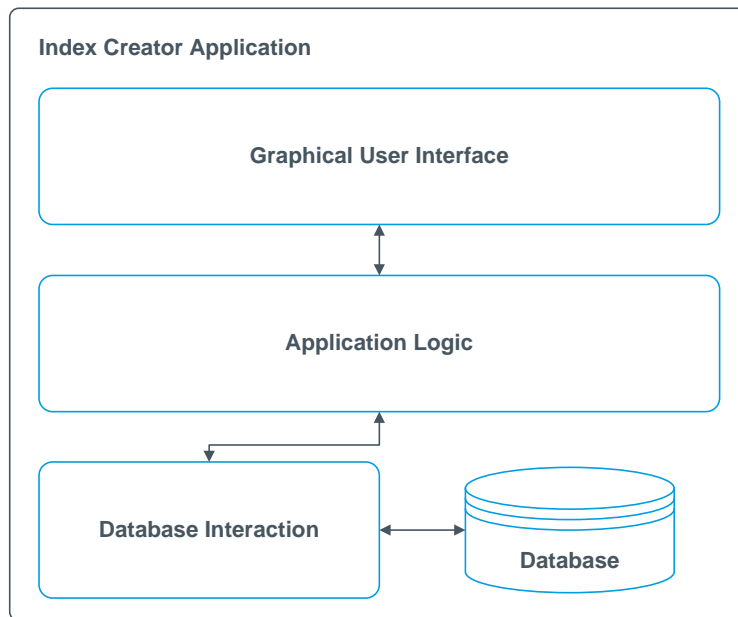 Index Creator Application
Graphical User Interface
Application Logic
Database Interaction
Database